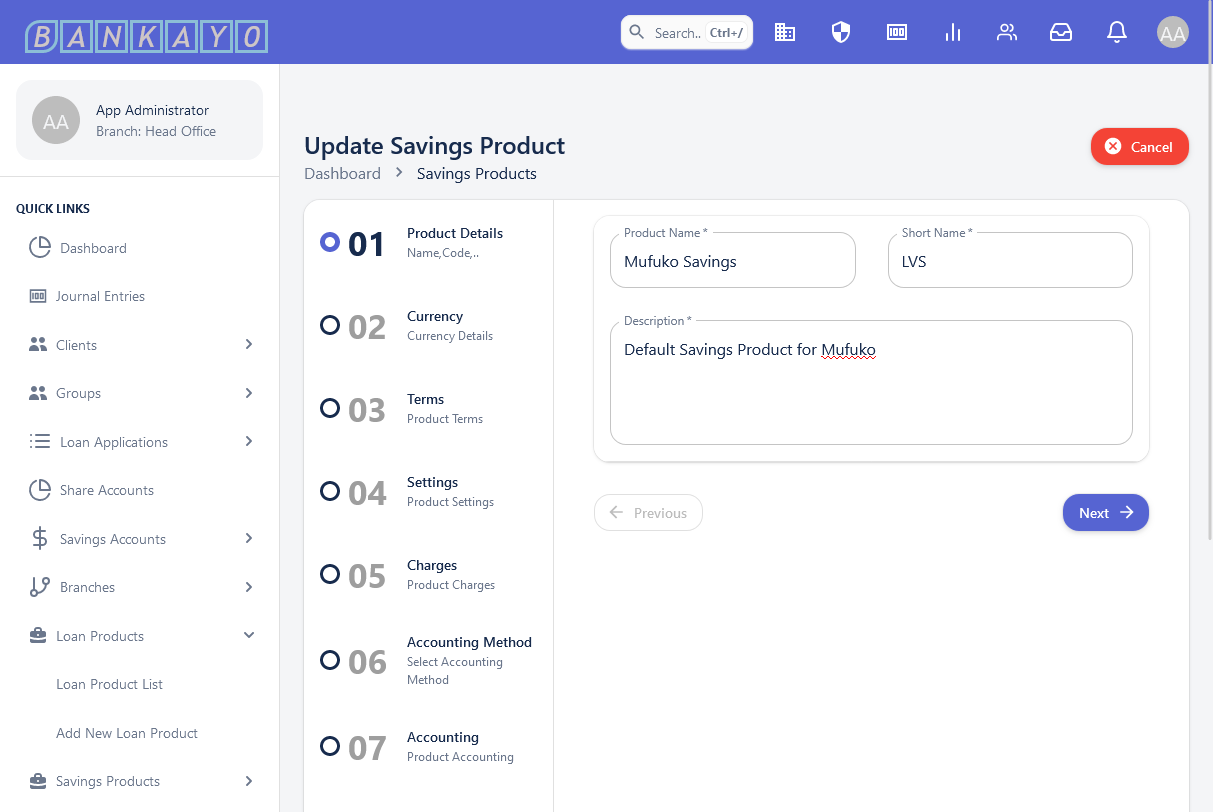 BANKAYO
Search.. Ctrl+/
AA
AA
App Administrator
Branch: Head Office
QUICK LINKS
Dashboard
Journal Entries
Clients
Groups
Loan Applications
Share Accounts
Savings Accounts
Branches
Loan Products
Loan Product List
Add New Loan Product
Savings Products
Update Savings Product
Dashboard > Savings Products
Cancel
01 Product Details
Name,Code,..
02 Currency
Currency Details
03 Terms
Product Terms
04 Settings
Product Settings
05 Charges
Product Charges
06 Accounting Method
Select Accounting
Method
07 Accounting
Product Accounting
Product Name *
Mufuko Savings
Short Name *
LVS
Description *
Default Savings Product for Mufuko
Previous
Next